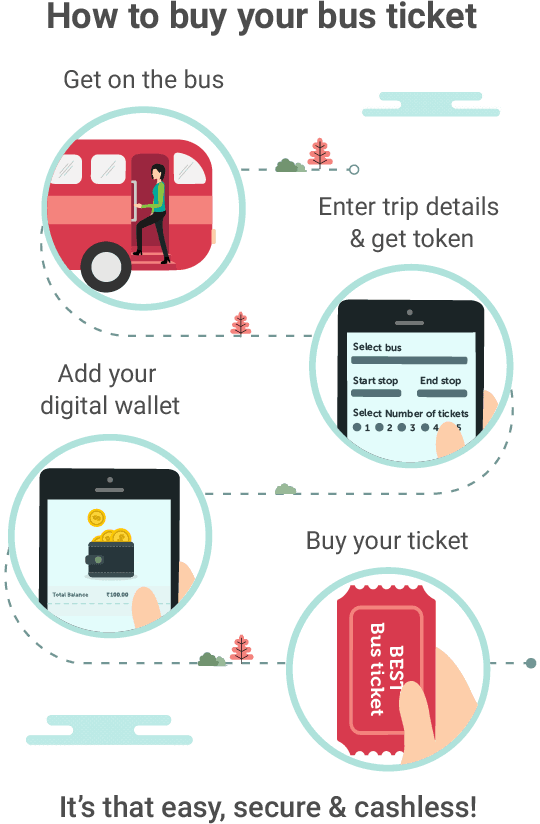 How to buy your bus ticket
Get on the bus
Enter trip details
& get token
Select bus
Start stop End stop
Select Number of tickets
1 2 3 4 5
Add your
digital wallet
Total Balance ₹100.00
Buy your ticket
BEST
Bus ticket
It's that easy, secure & cashless!